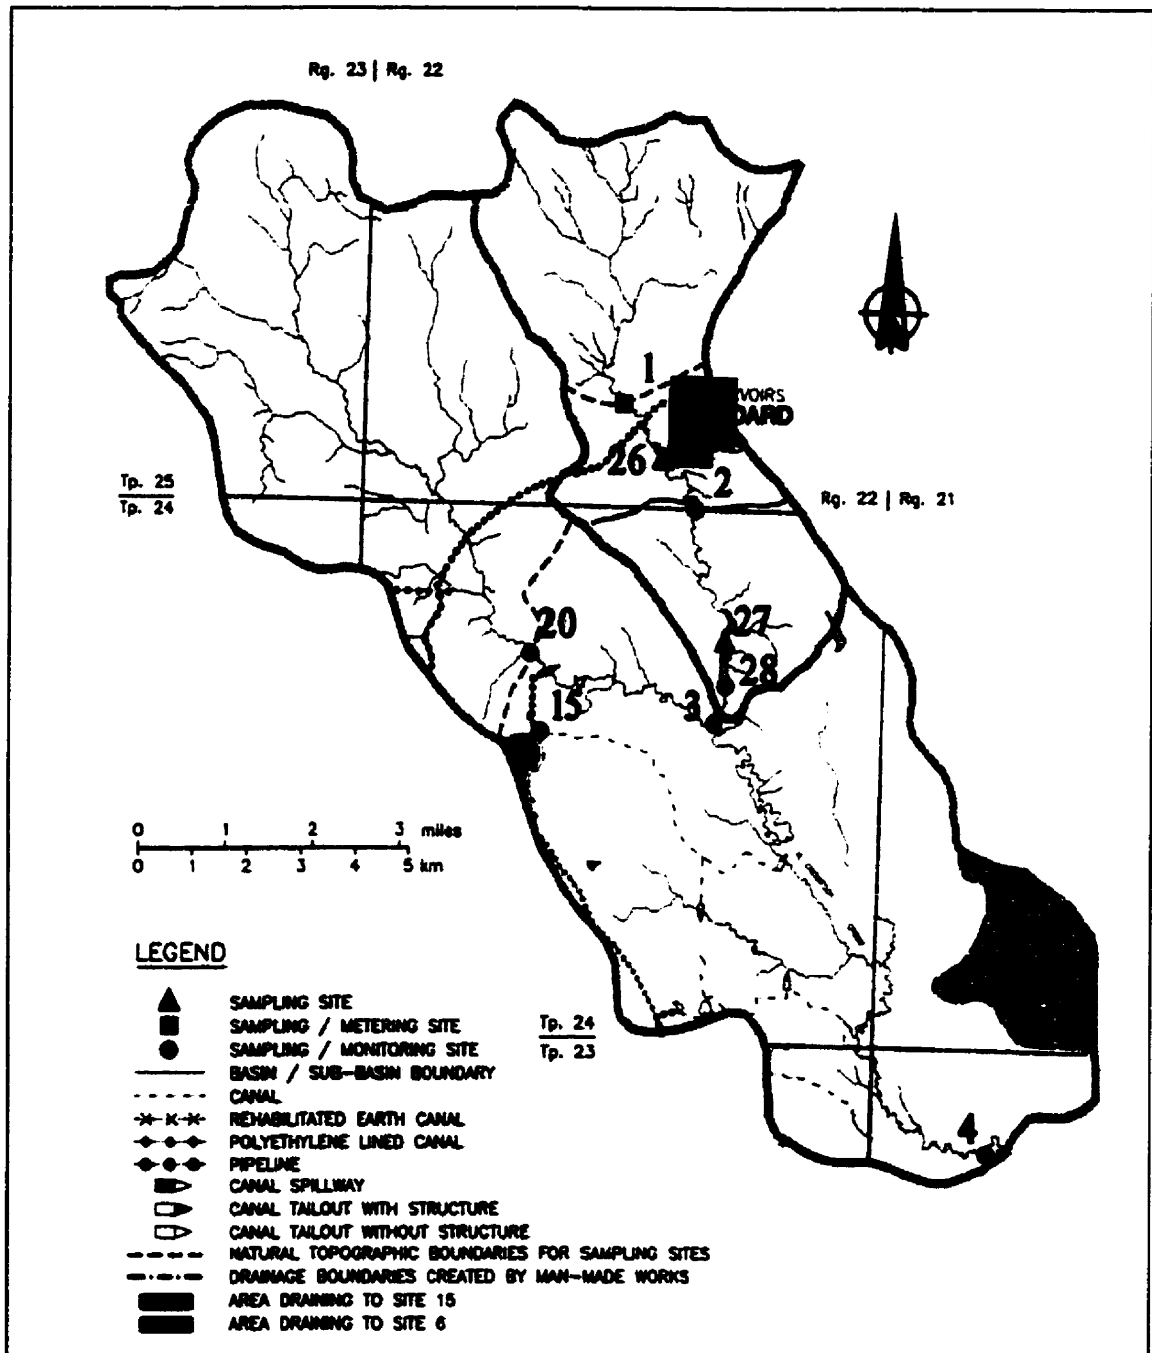 Rg. 23 | Rg. 22
1
VOIRS
26
2
Tp. 25
Tp. 24
Rg. 22 | Rg. 21
20
27
28
15
3
0 1 2 3 miles
0 1 2 3 4 5 km
LEGEND
SAMPLING SITE
SAMPLING / METERING SITE
SAMPLING / MONITORING SITE
BASIN / SUB-BASIN BOUNDARY
CANAL
REHABILITATED EARTH CANAL
POLYETHYLENE LINED CANAL
PIPELINE
CANAL SPILLWAY
CANAL TAILOUT WITH STRUCTURE
CANAL TAILOUT WITHOUT STRUCTURE
NATURAL TOPOGRAPHIC BOUNDARIES FOR SAMPLING SITES
DRAINAGE BOUNDARIES CREATED BY MAN-MADE WORKS
AREA DRAINING TO SITE 15
AREA DRAINING TO SITE 6
Tp. 24
Tp. 23
4